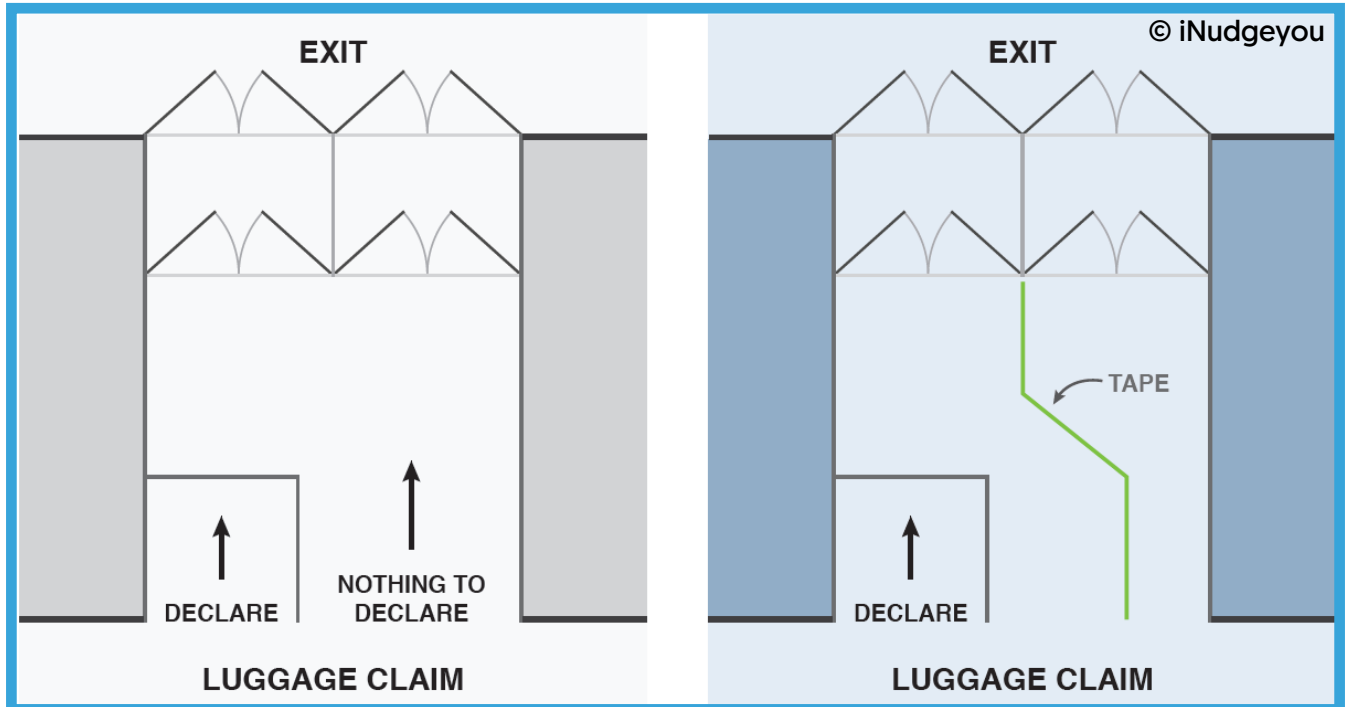 EXIT
NOTHING TO
DECLARE
DECLARE
LUGGAGE CLAIM
© iNudgeyou
EXIT
TAPE
DECLARE
LUGGAGE CLAIM